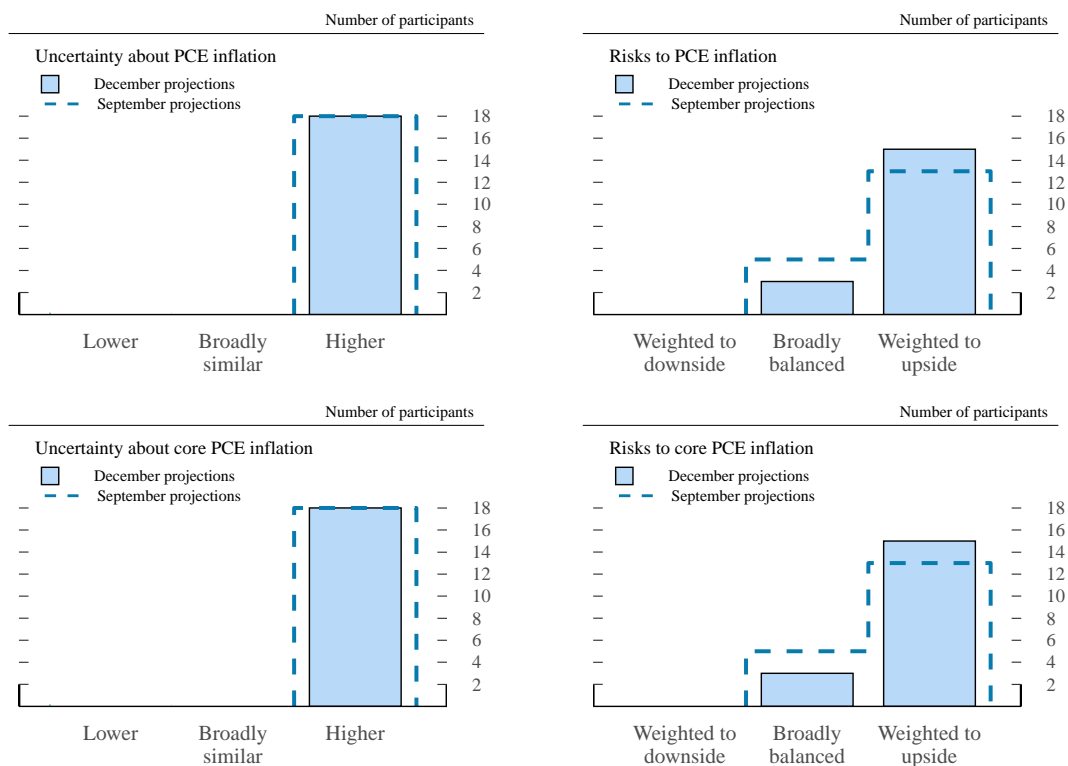 Number of participants
Uncertainty about PCE inflation
December projections
September projections
18
16
14
12
10
8
6
4
2
Lower
Broadly
similar
Higher
Number of participants
Risks to PCE inflation
December projections
September projections
18
16
14
12
10
8
6
4
2
Weighted to
downside
Broadly
balanced
Weighted to
upside
Number of participants
Uncertainty about core PCE inflation
December projections
September projections
18
16
14
12
10
8
6
4
2
Lower
Broadly
similar
Higher
Number of participants
Risks to core PCE inflation
December projections
September projections
18
16
14
12
10
8
6
4
2
Weighted to
downside
Broadly
balanced
Weighted to
upside